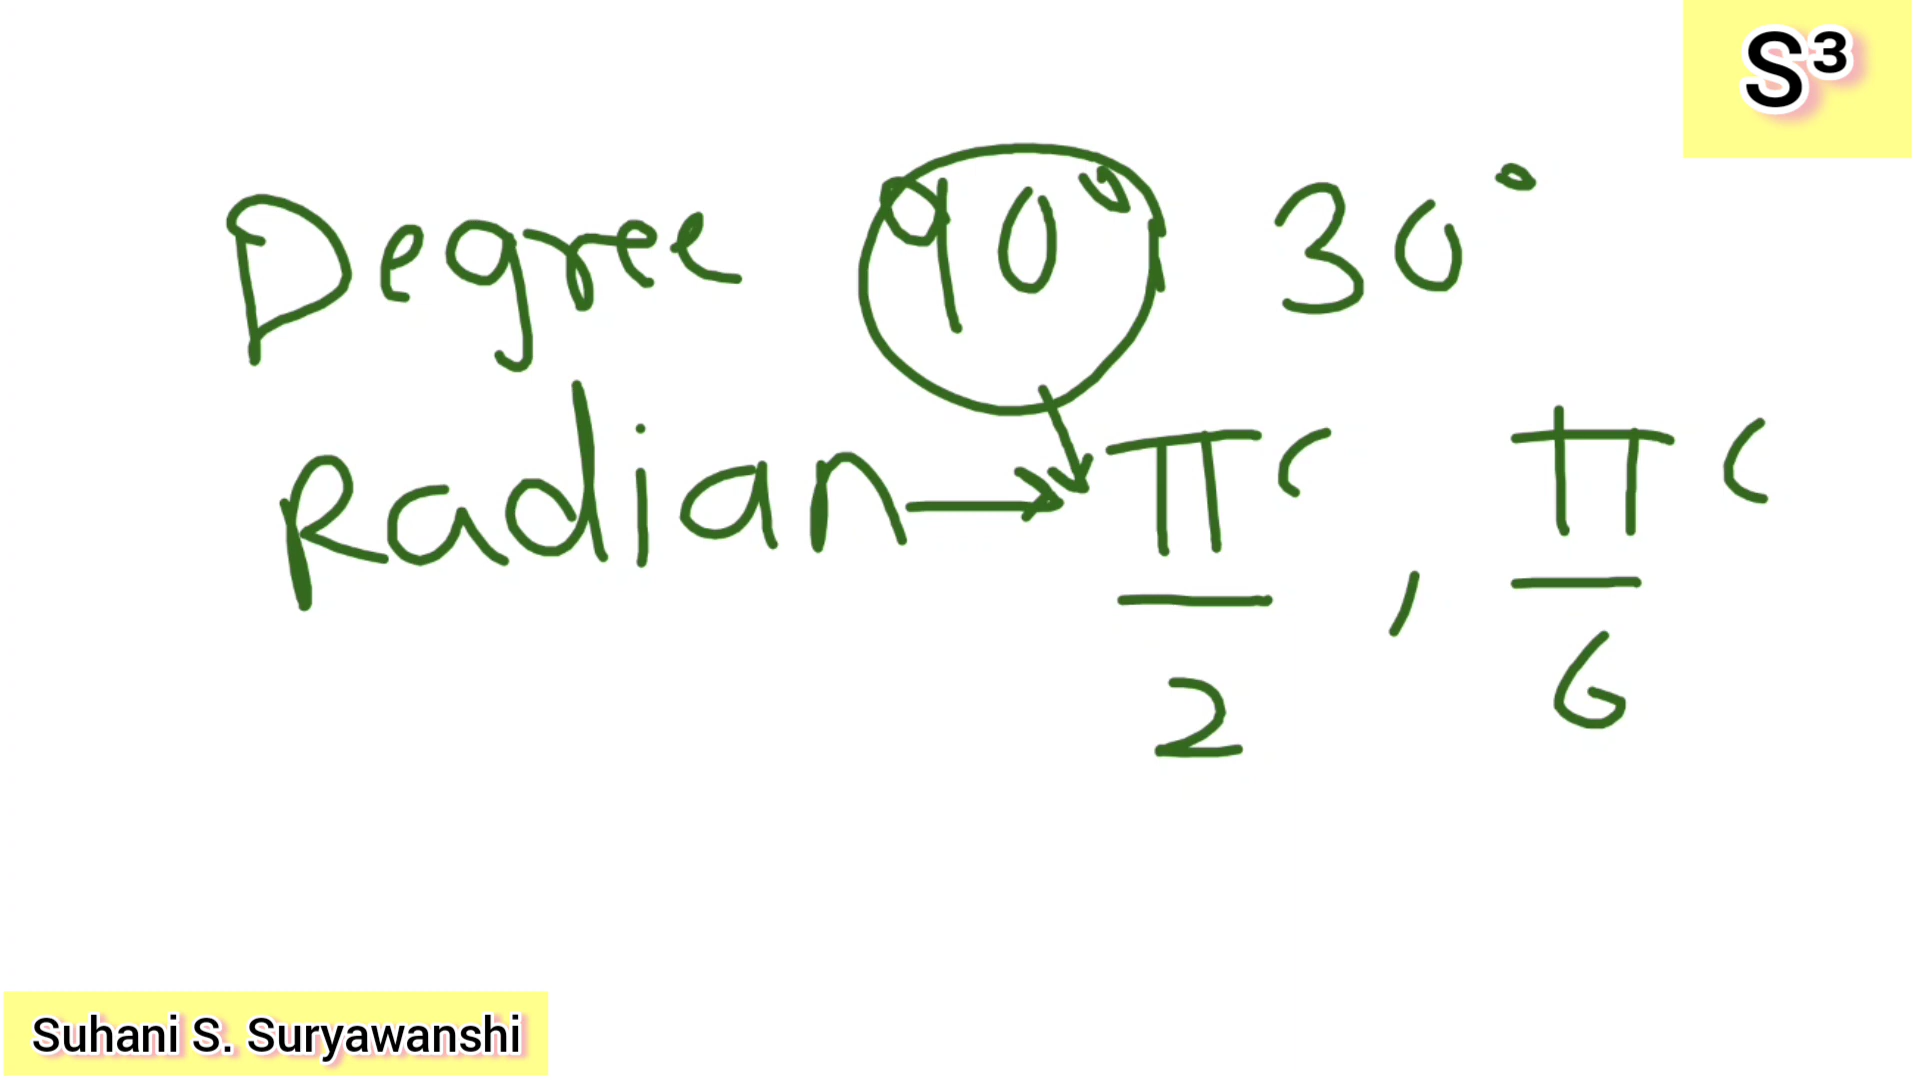 S³
Degree 90° 30°
Radian → π/2 ᶜ , π/6 ᶜ
Suhani S. Suryawanshi